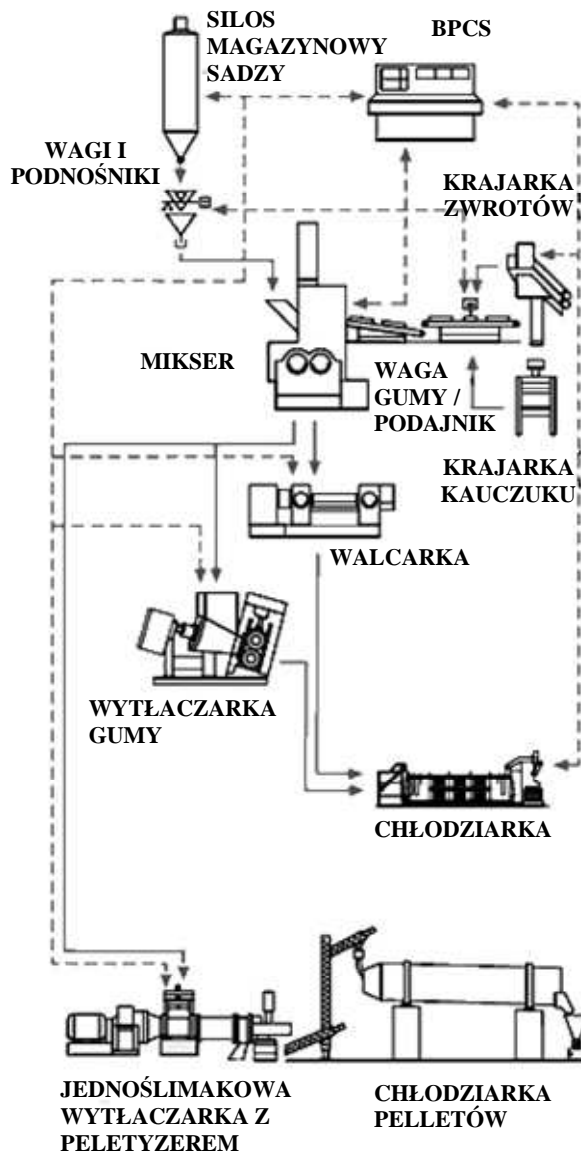 SILOS
MAGAZYNOWY
SADZY
BPCS
WAGI I
PODNOŚNIKI
KRAJARKA
ZWROTÓW
MIKSER
WAGA
GUMY /
PODAJNIK
KRAJARKA
KAUCZUKU
WALCARKA
WYTŁACZARKA
GUMY
CHŁODZIARKA
JEDNOŚLIMAKOWA
WYTŁACZARKA Z
PELETYZEREM
CHŁODZIARKA
PELLETÓW